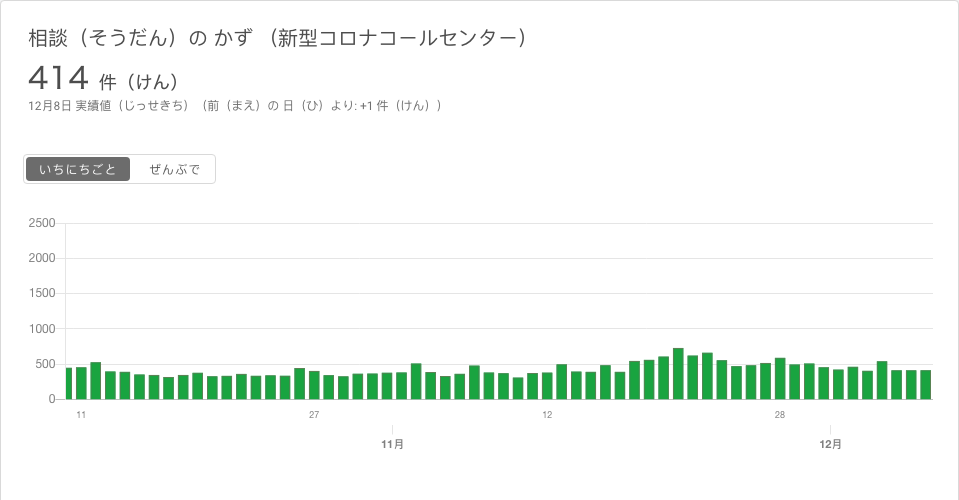 相談（そうだん）の かず （新型コロナコールセンター）
414 件（けん）
12月8日 実績値（じっせきち）（前（まえ）の 日（ひ）より: +1 件（けん））
いちにちごと ぜんぶで
2500
2000
1500
1000
500
0
11 27 12 28
11月 12月